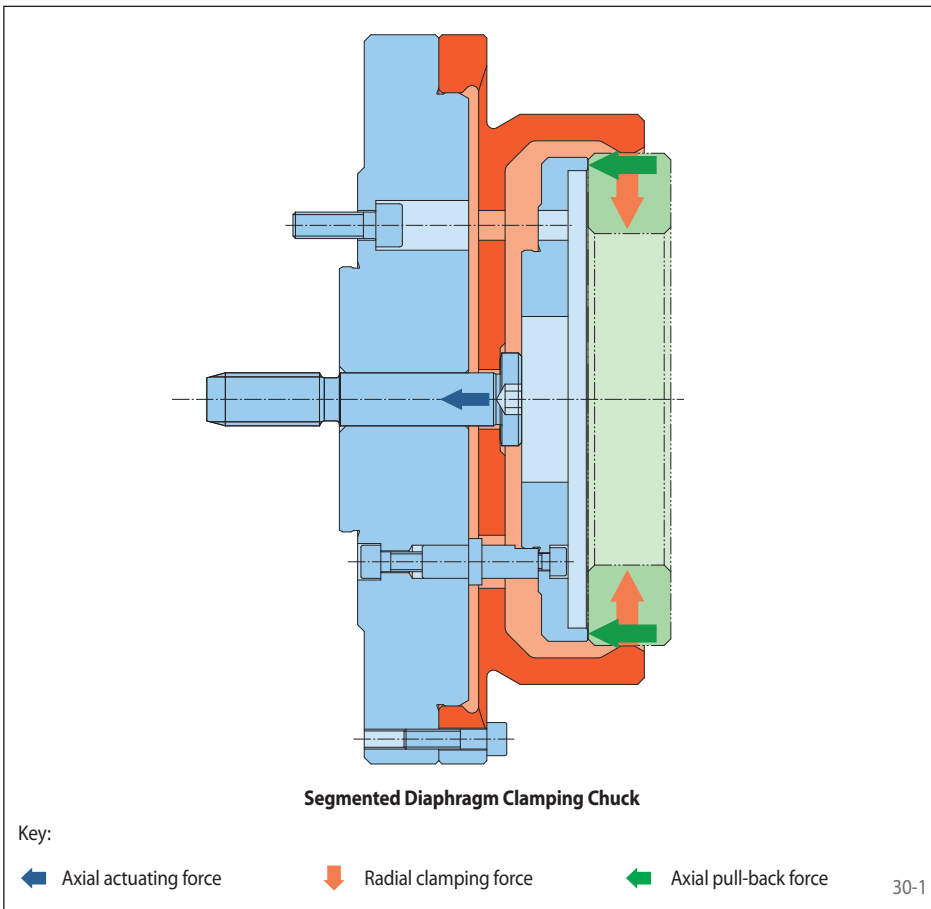 Segmented Diaphragm Clamping Chuck
Key:
Axial actuating force Radial clamping force Axial pull-back force
30-1